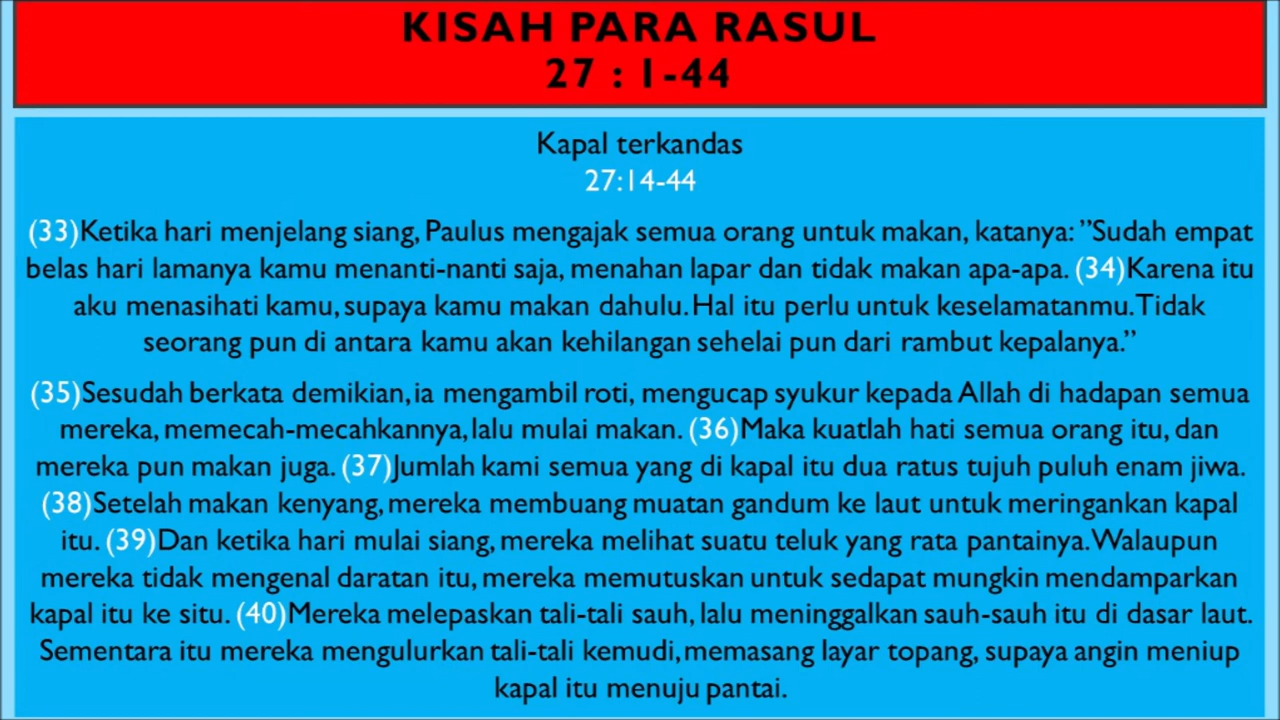 KISAH PARA RASUL
27 : 1-44
Kapal terkandas
27:14-44
(33)Ketika hari menjelang siang, Paulus mengajak semua orang untuk makan, katanya: ”Sudah empat
belas hari lamanya kamu menanti-nanti saja, menahan lapar dan tidak makan apa-apa. (34)Karena itu
aku menasihati kamu, supaya kamu makan dahulu. Hal itu perlu untuk keselamatanmu. Tidak
seorang pun di antara kamu akan kehilangan sehelai pun dari rambut kepalanya.”
(35)Sesudah berkata demikian, ia mengambil roti, mengucap syukur kepada Allah di hadapan semua
mereka, memecah-mecahkannya, lalu mulai makan. (36)Maka kuatlah hati semua orang itu, dan
mereka pun makan juga. (37)Jumlah kami semua yang di kapal itu dua ratus tujuh puluh enam jiwa.
(38)Setelah makan kenyang, mereka membuang muatan gandum ke laut untuk meringankan kapal
itu. (39)Dan ketika hari mulai siang, mereka melihat suatu teluk yang rata pantainya. Walaupun
mereka tidak mengenal daratan itu, mereka memutuskan untuk sedapat mungkin mendamparkan
kapal itu ke situ. (40)Mereka melepaskan tali-tali sauh, lalu meninggalkan sauh-sauh itu di dasar laut.
Sementara itu mereka mengulurkan tali-tali kemudi, memasang layar topang, supaya angin meniup
kapal itu menuju pantai.